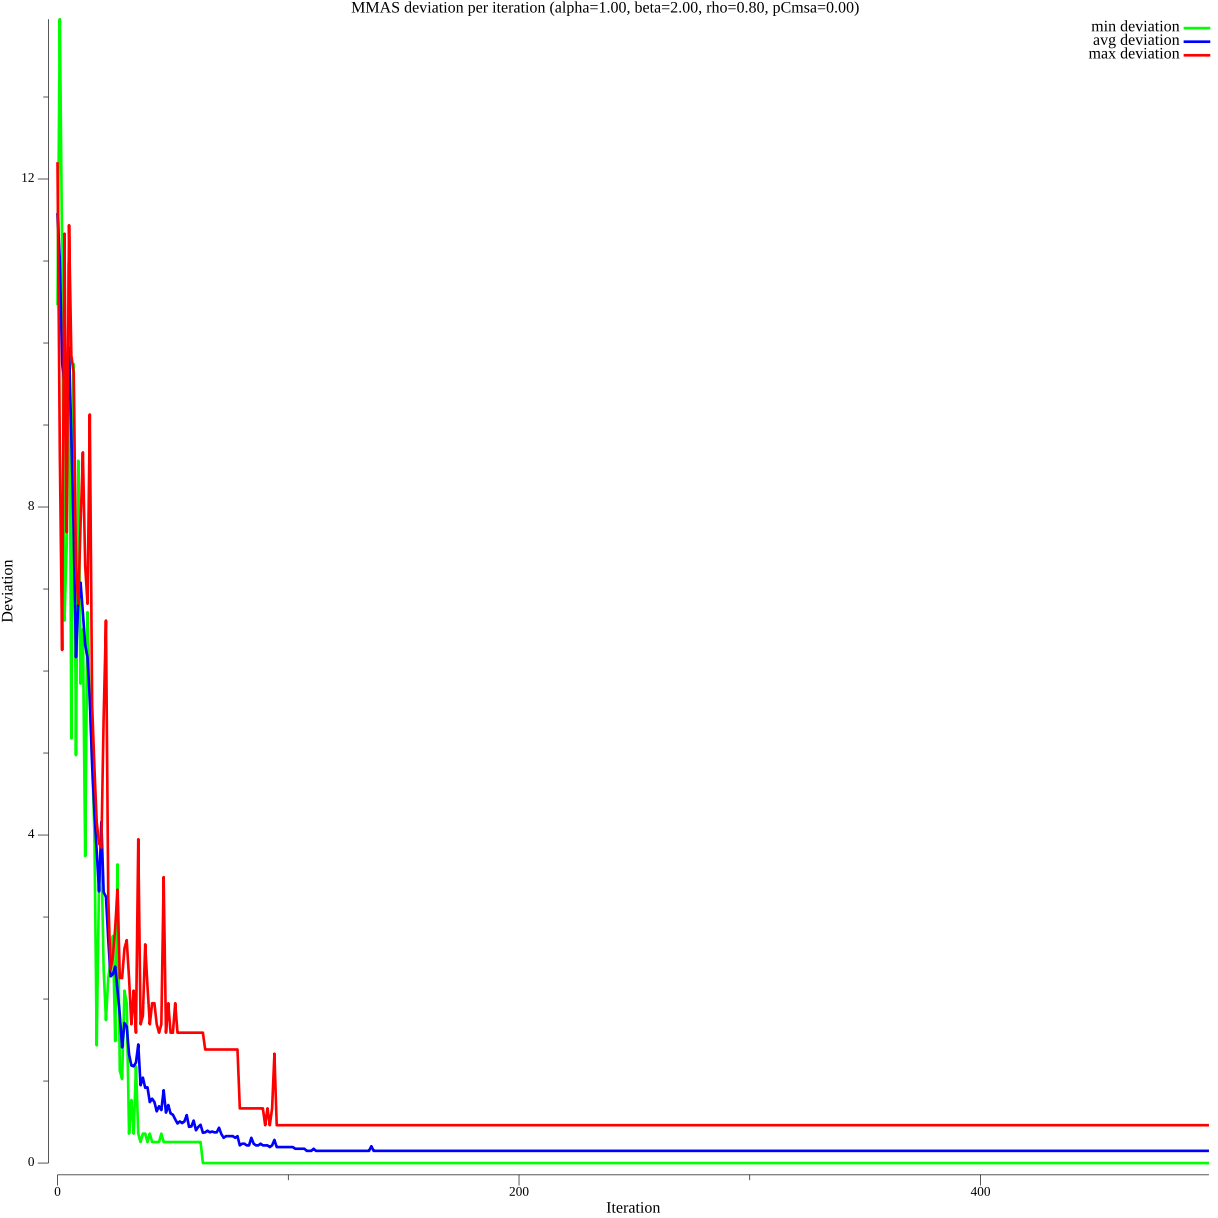 MMAS deviation per iteration (alpha=1.00, beta=2.00, rho=0.80, pCmsa=0.00)
min deviation
avg deviation
max deviation
12
8
4
0
Deviation
0 200 400
Iteration